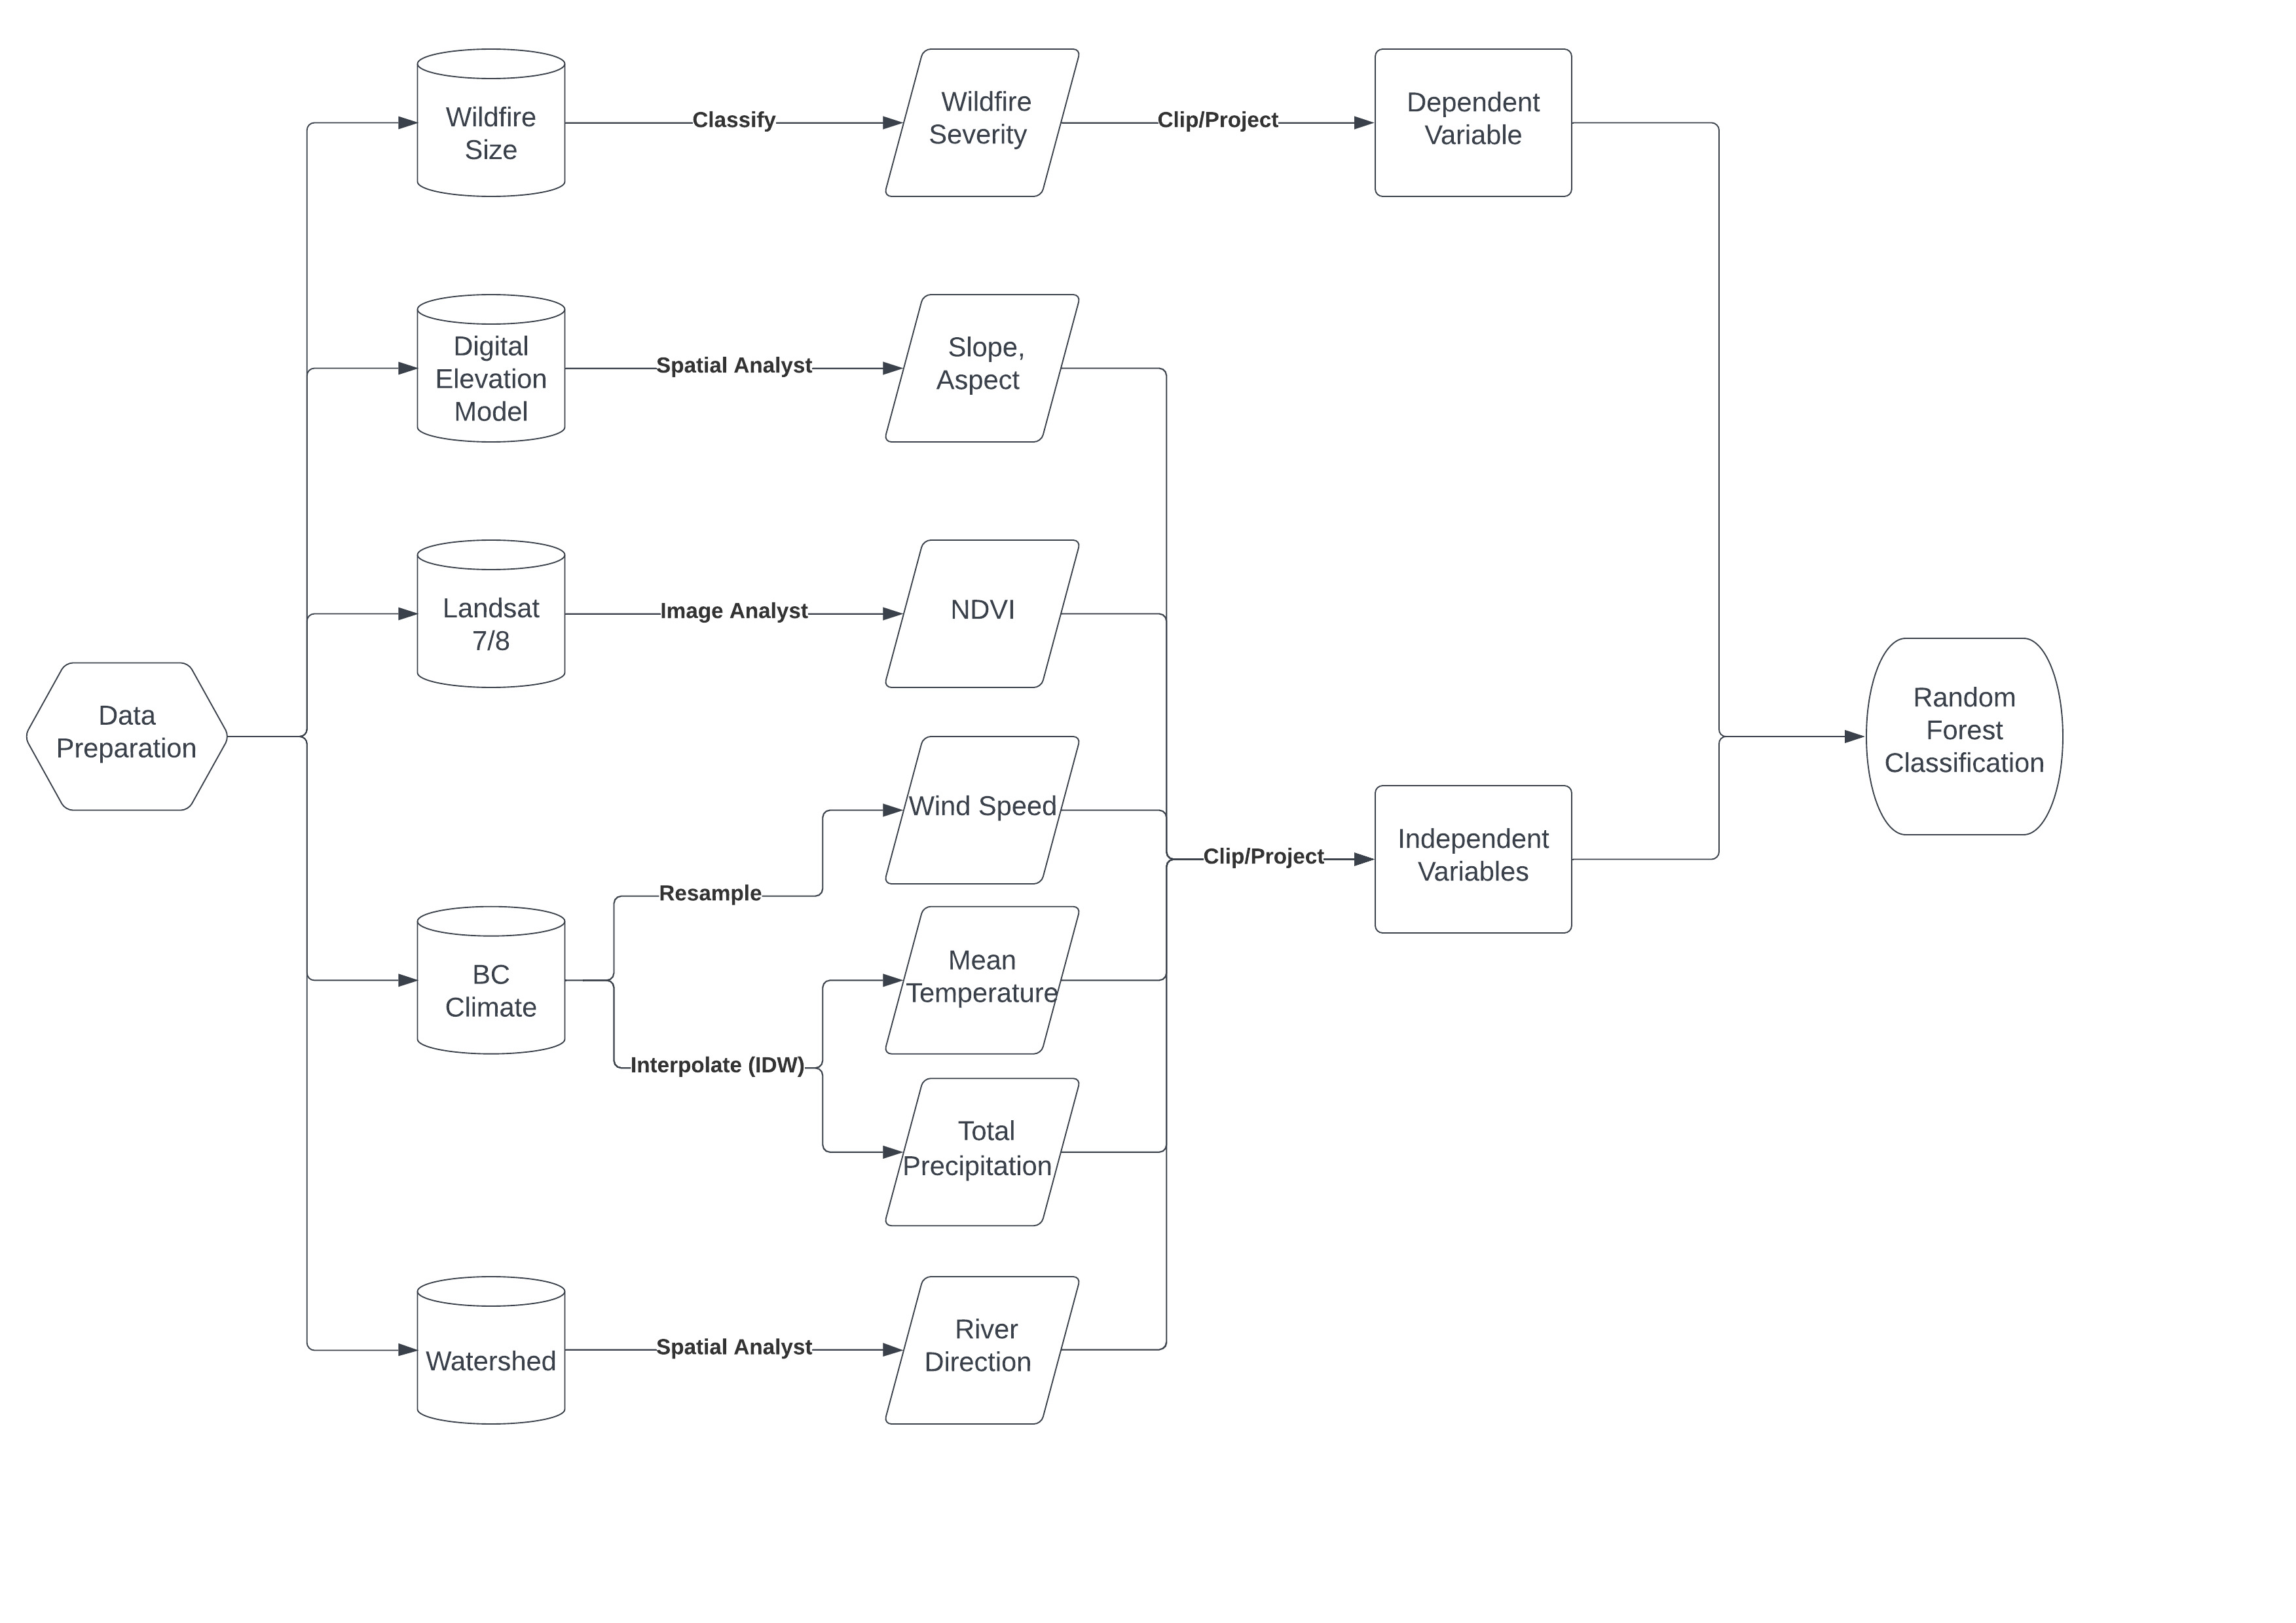 Wildfire
Size
Classify
Wildfire
Severity
Clip/Project
Dependent
Variable
Digital
Elevation
Model
Spatial Analyst
Slope,
Aspect
Landsat
7/8
Image Analyst
NDVI
Data
Preparation
Random
Forest
Classification
Wind Speed
Resample
Clip/Project
Independent
Variables
BC
Climate
Mean
Temperature
Interpolate (IDW)
Total
Precipitation
Watershed
Spatial Analyst
River
Direction